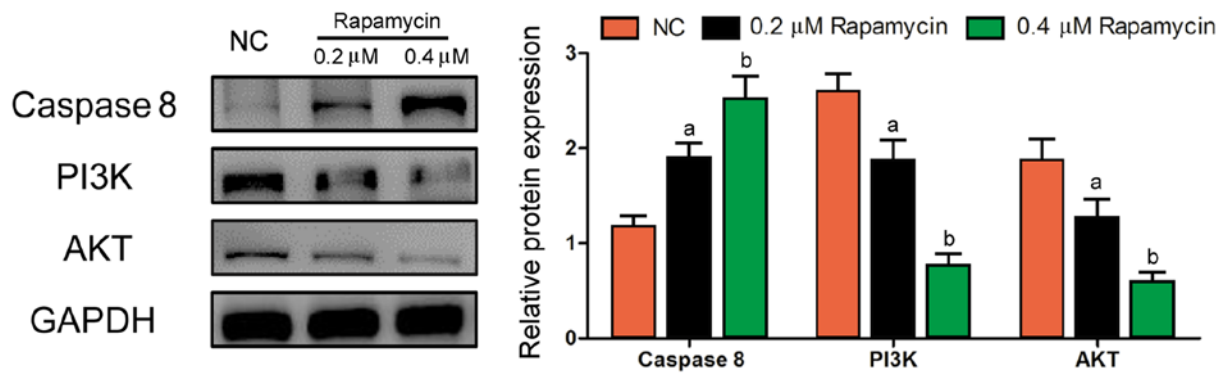 NC
Rapamycin
0.2 μM 0.4 μM
Caspase 8
PI3K
AKT
GAPDH
NC 0.2 μM Rapamycin 0.4 μM Rapamycin
Relative protein expression
3
2
1
0
a
b
a
b
a
b
Caspase 8 PI3K AKT